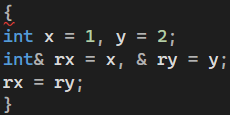 {
int x = 1, y = 2;
int& rx = x, & ry = y;
rx = ry;
}